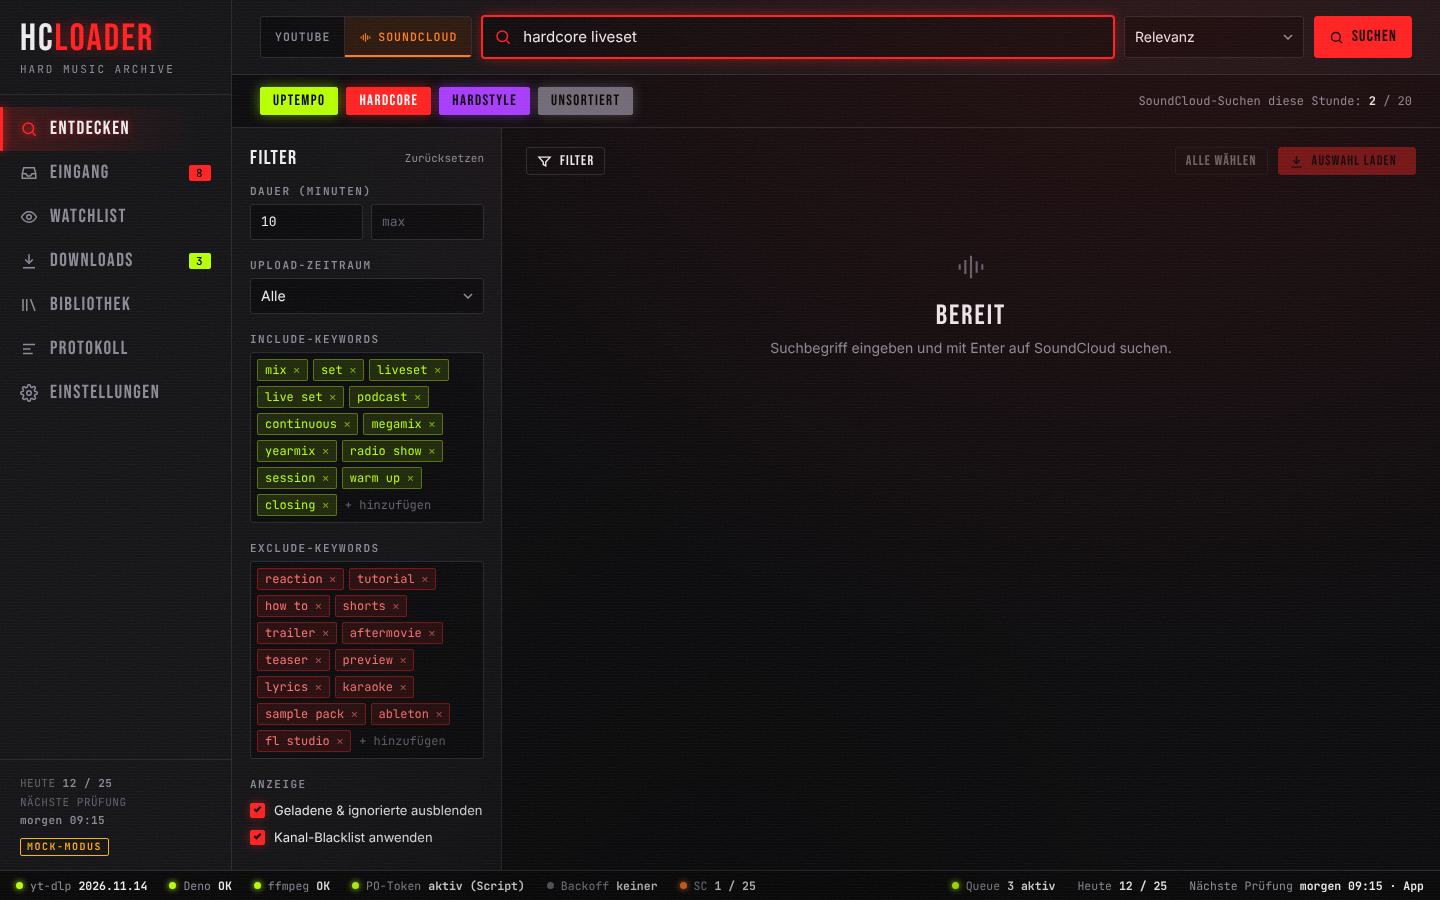 HCLOADER
HARD MUSIC ARCHIVE
ENTDECKEN
EINGANG 8
WATCHLIST
DOWNLOADS 3
BIBLIOTHEK
PROTOKOLL
EINSTELLUNGEN
HEUTE 12 / 25
NÄCHSTE PRÜFUNG
morgen 09:15
MOCK-MODUS
YOUTUBE SOUNDCLOUD hardcore liveset Relevanz SUCHEN
UPTEMPO HARDCORE HARDSTYLE UNSORTIERT SoundCloud-Suchen diese Stunde: 2 / 20
FILTER Zurücksetzen
DAUER (MINUTEN)
10 max
UPLOAD-ZEITRAUM
Alle
INCLUDE-KEYWORDS
mix × set × liveset ×
live set × podcast ×
continuous × megamix ×
yearmix × radio show ×
session × warm up ×
closing × + hinzufügen
EXCLUDE-KEYWORDS
reaction × tutorial ×
how to × shorts ×
trailer × aftermovie ×
teaser × preview ×
lyrics × karaoke ×
sample pack × ableton ×
fl studio × + hinzufügen
ANZEIGE
Geladene & ignorierte ausblenden
Kanal-Blacklist anwenden
FILTER ALLE WÄHLEN AUSWAHL LADEN
BEREIT
Suchbegriff eingeben und mit Enter auf SoundCloud suchen.
yt-dlp 2026.11.14 Deno OK ffmpeg OK PO-Token aktiv (Script) Backoff keiner SC 1 / 25 Queue 3 aktiv Heute 12 / 25 Nächste Prüfung morgen 09:15 · App